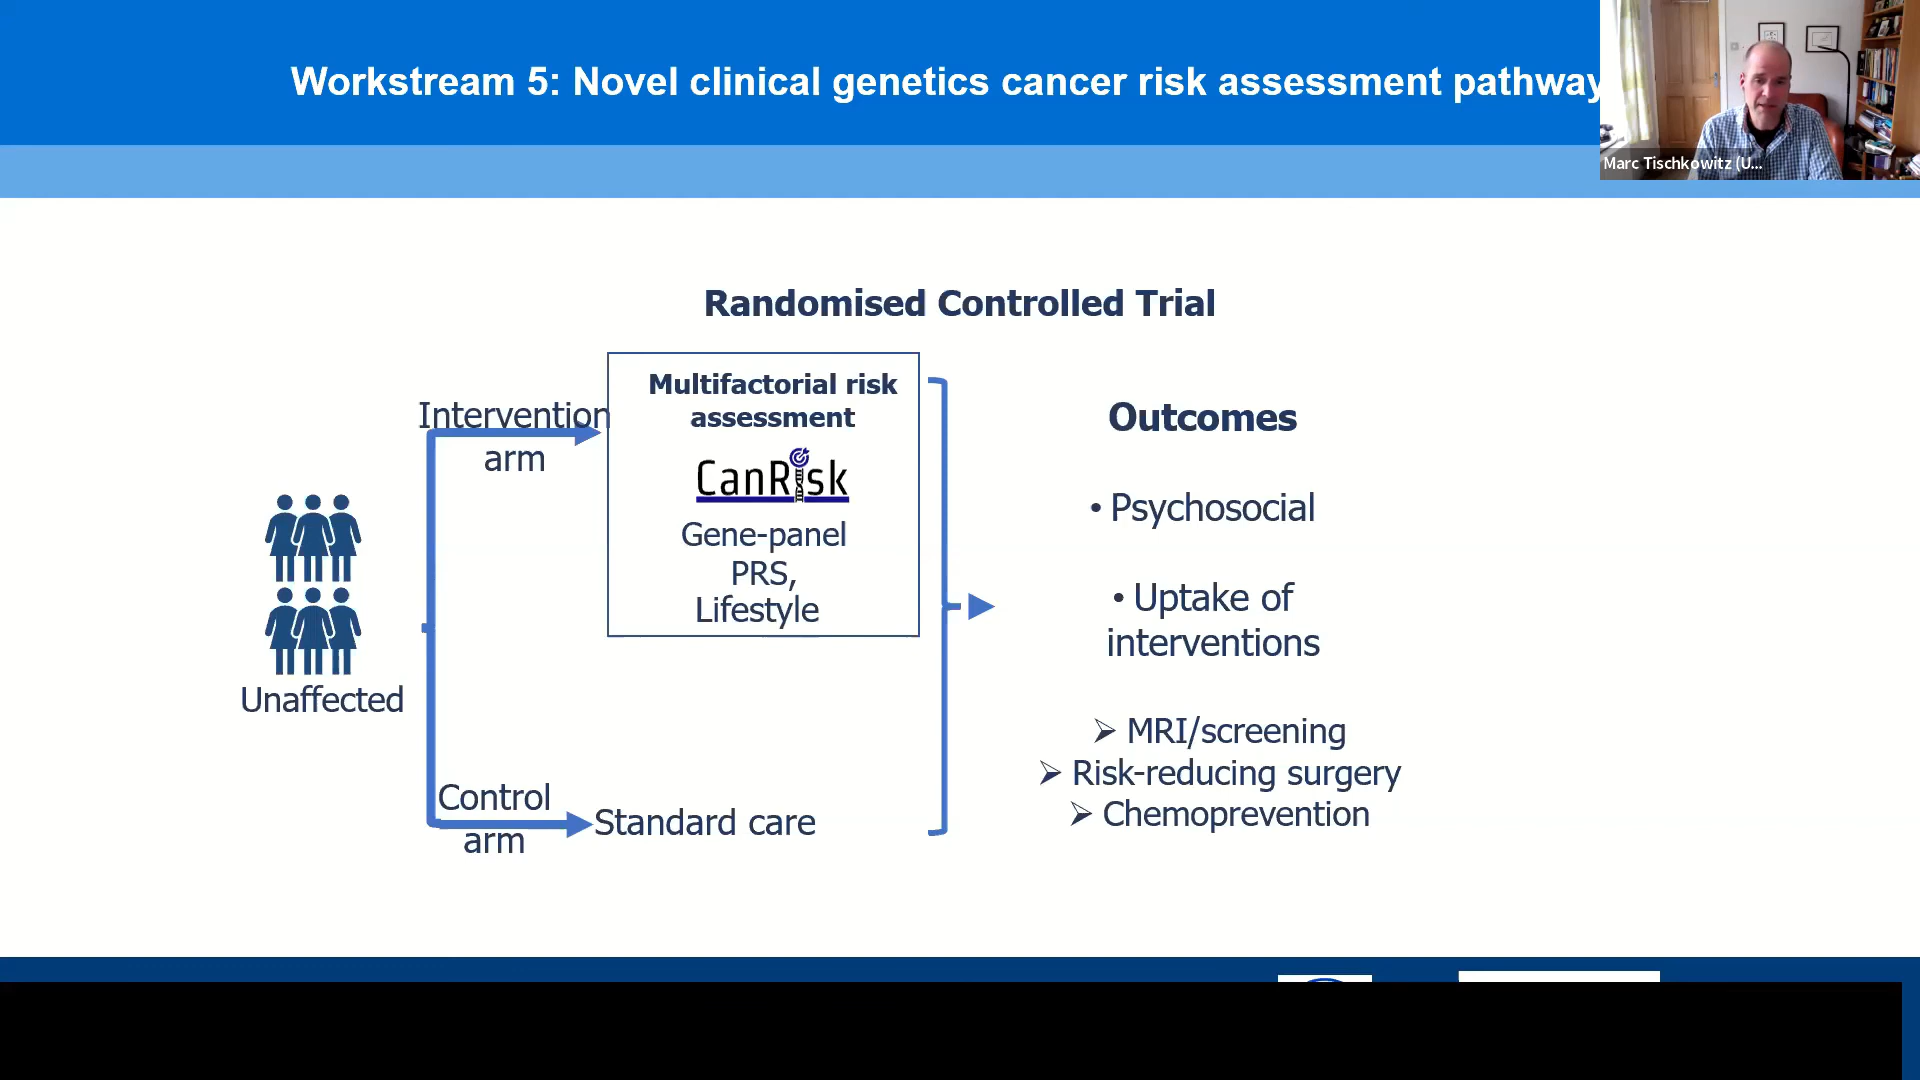 Workstream 5: Novel clinical genetics cancer risk assessment pathway
Marc Tischkowitz (U...
Randomised Controlled Trial
Intervention
arm
Multifactorial risk
assessment
CanRisk
Gene-panel
PRS,
Lifestyle
Unaffected
Control
arm
Standard care
Outcomes
• Psychosocial
• Uptake of
interventions
➢ MRI/screening
➢ Risk-reducing surgery
➢ Chemoprevention